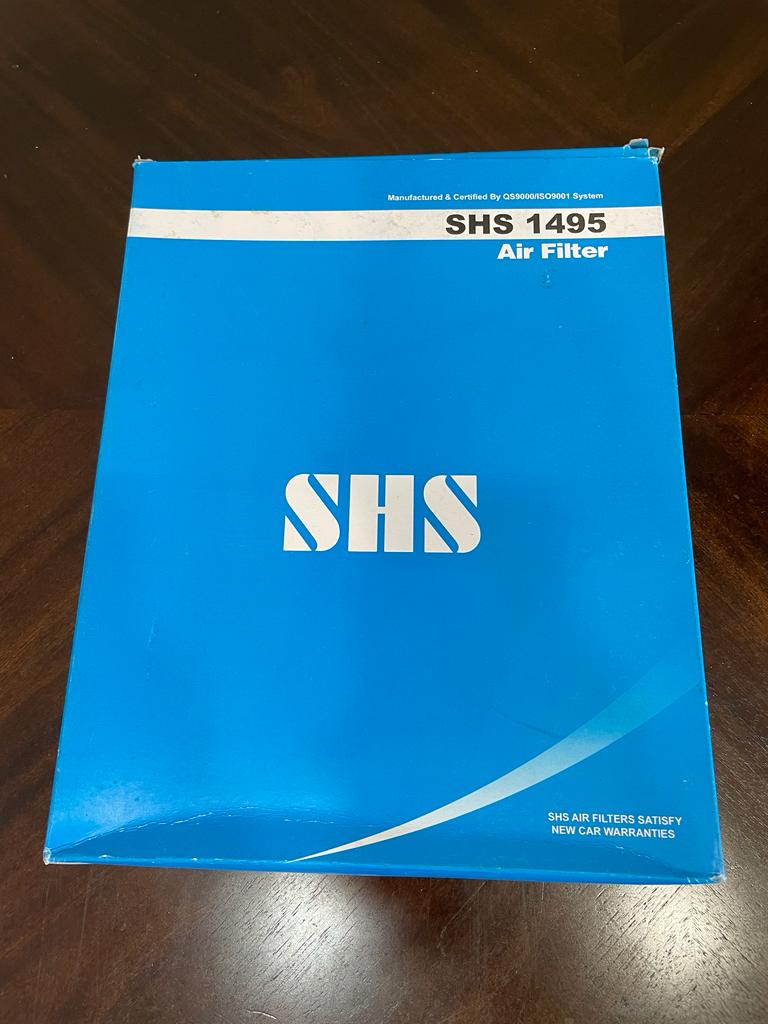 Manufactured & Certified By QS9000/ISO9001 System
SHS 1495
Air Filter
SHS
SHS AIR FILTERS SATISFY
NEW CAR WARRANTIES